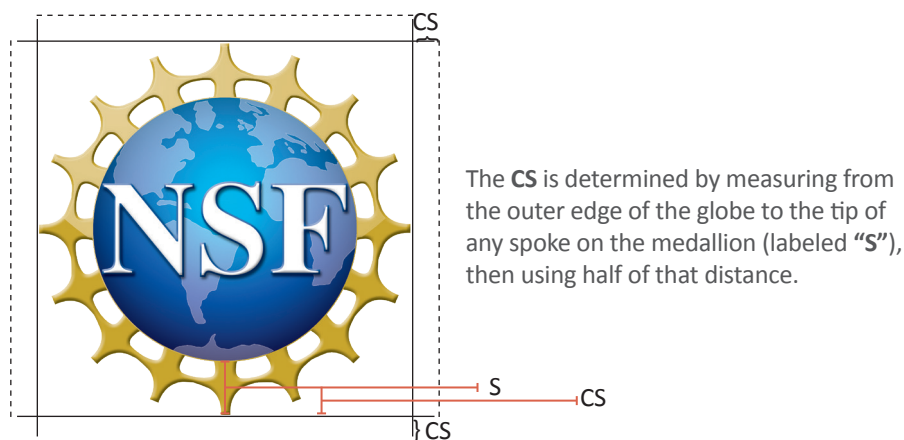 CS
NSF
The CS is determined by measuring from
the outer edge of the globe to the tip of
any spoke on the medallion (labeled “S”),
then using half of that distance.
S
CS
} CS